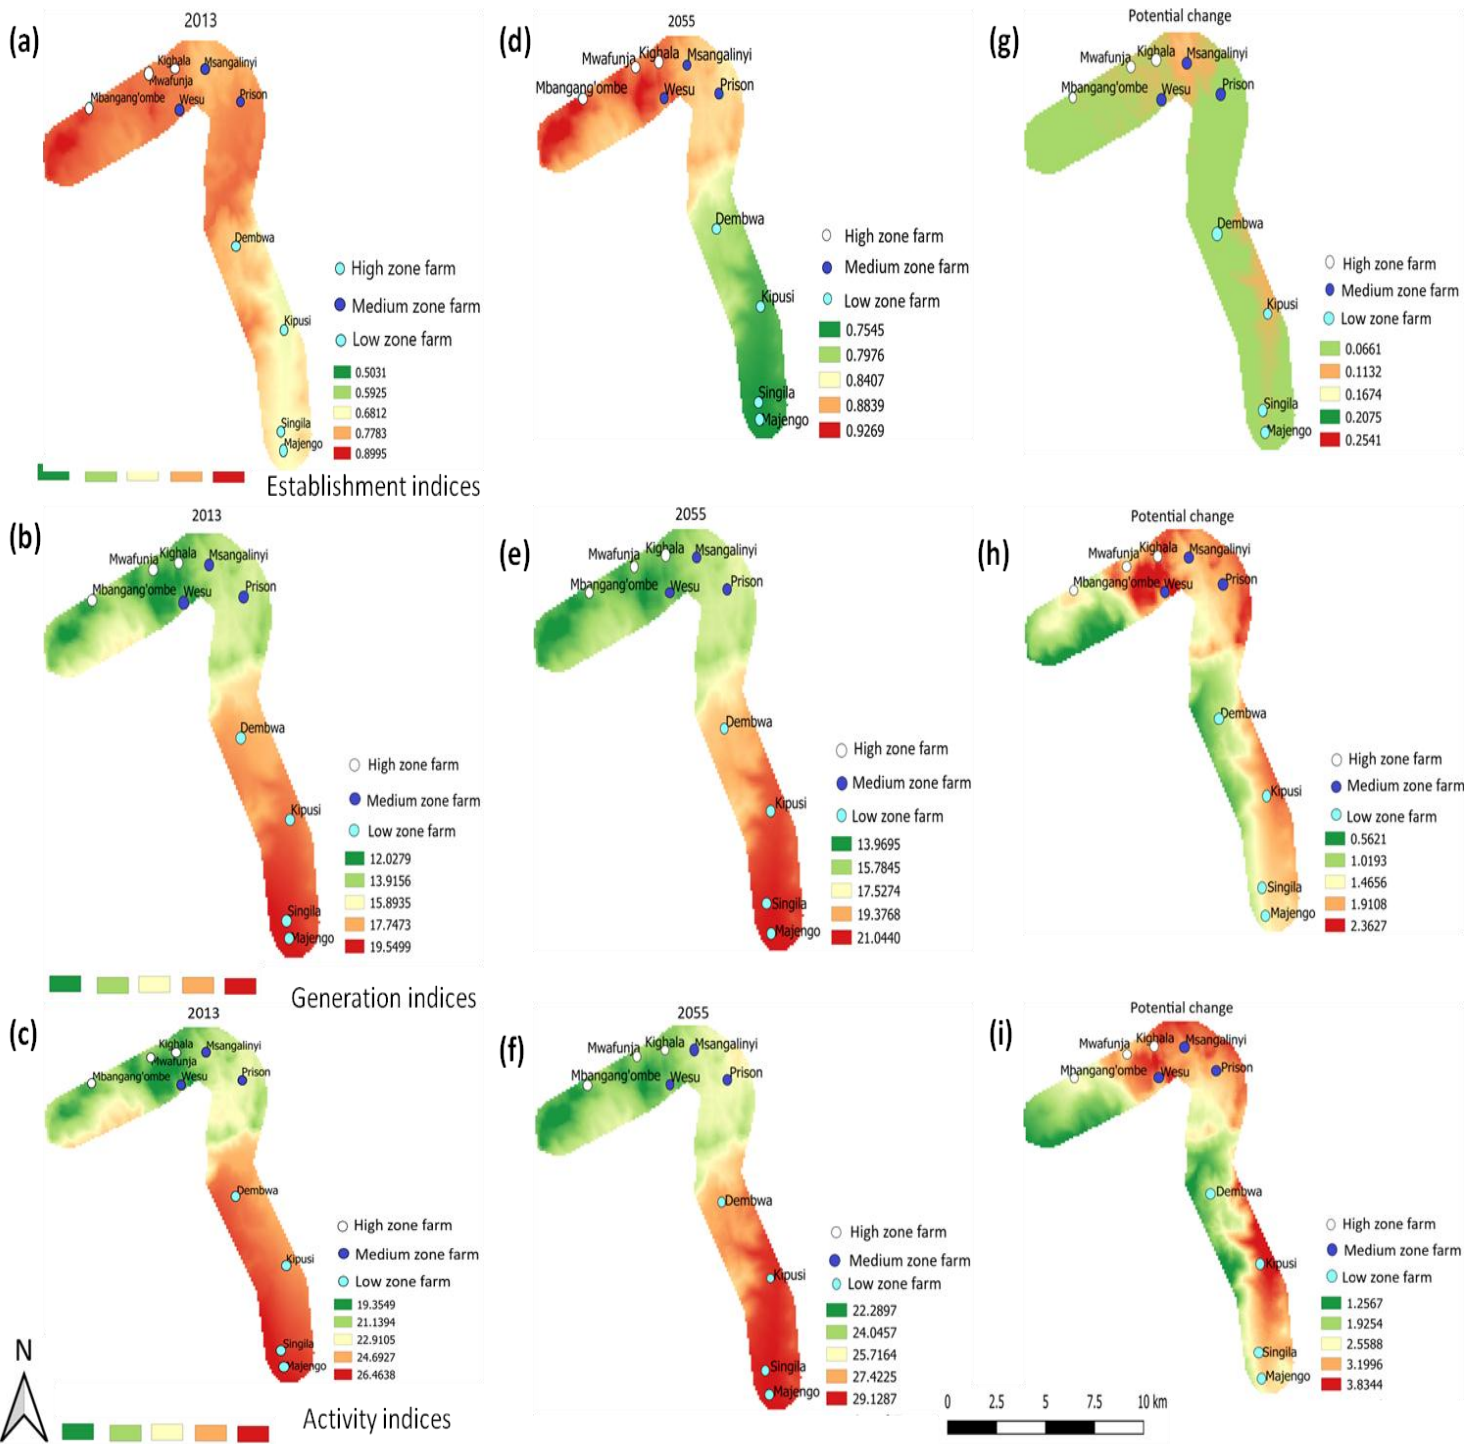 (a)
2013
Kighala
Msangalinyi
Mwafunja
Mbangang'ombe
Wesu
Prison
Dembwa
Kipusi
Singila
Majengo
High zone farm
Medium zone farm
Low zone farm
0.5031
0.5925
0.6812
0.7783
0.8995
(d)
2055
Mwafunja
Kighala
Msangalinyi
Mbangang'ombe
Wesu
Prison
Dembwa
Kipusi
Singila
Majengo
High zone farm
Medium zone farm
Low zone farm
0.7545
0.7976
0.8407
0.8839
0.9269
(g)
Potential change
Mwafunja
Kighala
Msangalinyi
Mbangang'ombe
Wesu
Prison
Dembwa
Kipusi
Singila
Majengo
High zone farm
Medium zone farm
Low zone farm
0.0661
0.1132
0.1674
0.2075
0.2541
Establishment indices
(b)
2013
Mwafunja
Kighala
Msangalinyi
Mbangang'ombe
Wesu
Prison
Dembwa
Kipusi
Singila
Majengo
High zone farm
Medium zone farm
Low zone farm
12.0279
13.9156
15.8935
17.7473
19.5499
(e)
2055
Mwafunja
Kighala
Msangalinyi
Mbangang'ombe
Wesu
Prison
Dembwa
Kipusi
Singila
Majengo
High zone farm
Medium zone farm
Low zone farm
13.9695
15.7845
17.5274
19.3768
21.0440
(h)
Potential change
Mwafunja
Kighala
Msangalinyi
Mbangang'ombe
Wesu
Prison
Dembwa
Kipusi
Singila
Majengo
High zone farm
Medium zone farm
Low zone farm
0.5621
1.0193
1.4656
1.9108
2.3627
Generation indices
(c)
2013
Kighala
Msangalinyi
Mwafunja
Mbangang'ombe
Wesu
Prison
Dembwa
Kipusi
Singila
Majengo
High zone farm
Medium zone farm
Low zone farm
19.3549
21.1394
22.9105
24.6927
26.4638
(f)
2055
Mwafunja
Kighala
Msangalinyi
Mbangang'ombe
Wesu
Prison
Dembwa
Kipusi
Singila
Majengo
High zone farm
Medium zone farm
Low zone farm
22.2897
24.0457
25.7164
27.4225
29.1287
(i)
Potential change
Mwafunja
Kighala
Msangalinyi
Mbangang'ombe
Wesu
Prison
Dembwa
Kipusi
Singila
Majengo
High zone farm
Medium zone farm
Low zone farm
1.2567
1.9254
2.5588
3.1996
3.8344
N
Activity indices
0 2.5 5 7.5 10 km